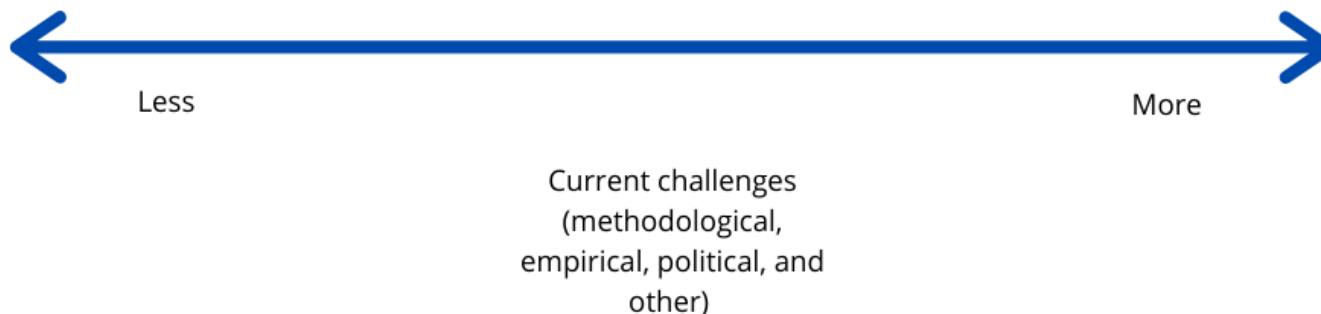 Less
More
Current challenges
(methodological,
empirical, political, and
other)